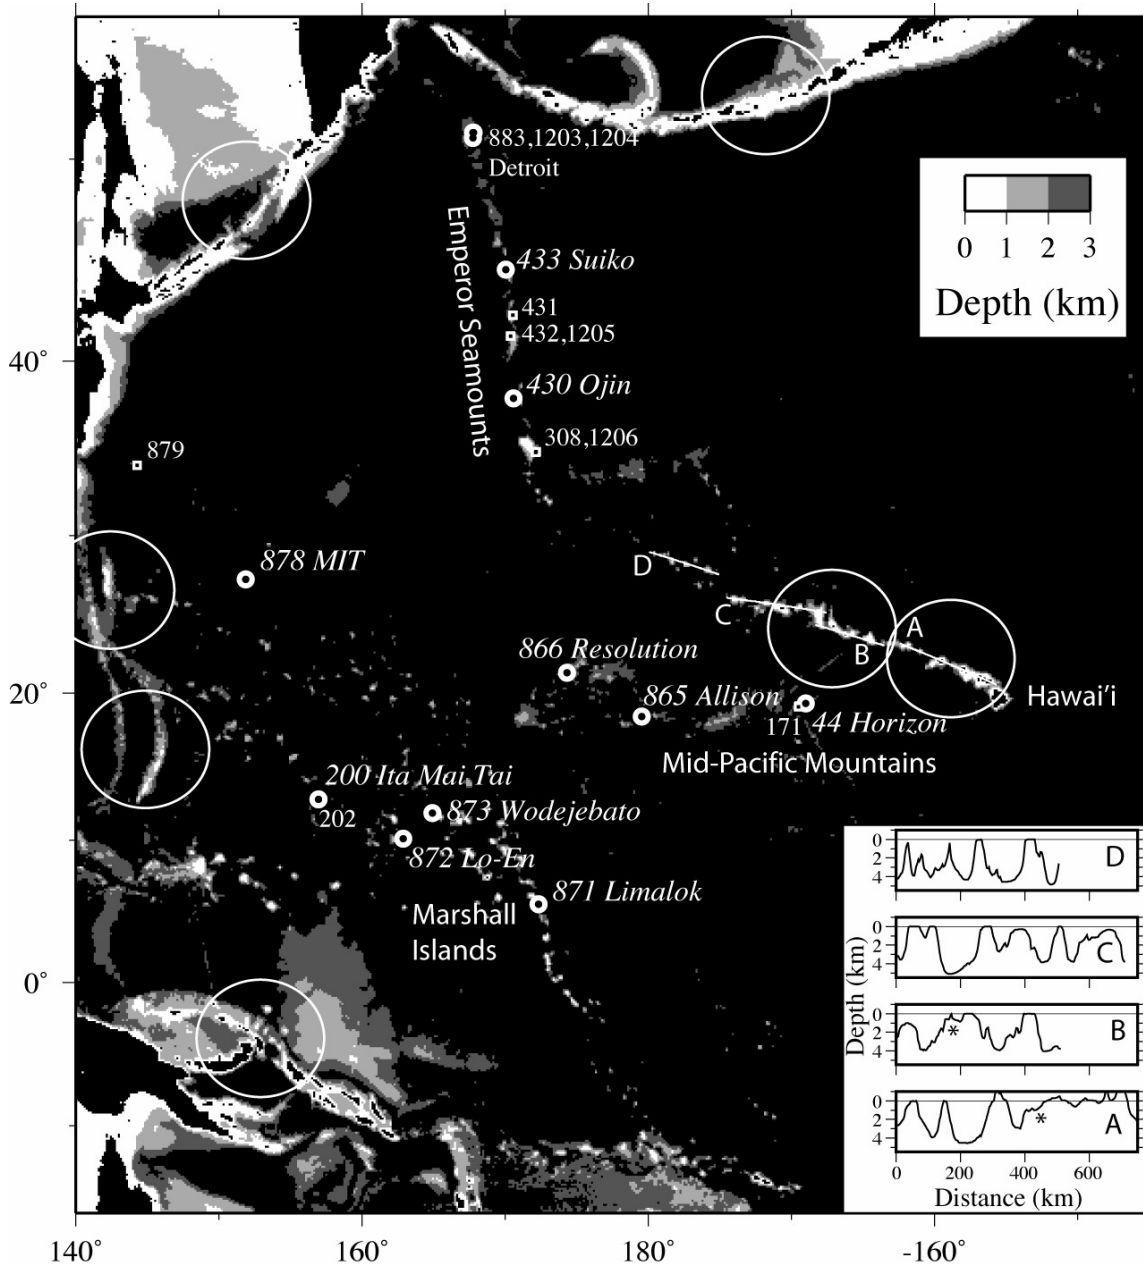 883,1203,1204
Detroit
Emperor Seamounts
433 Suiko
431
432,1205
430 Ojin
308,1206
0 1 2 3
Depth (km)
40°
879
878 MIT
D
C
B
A
866 Resolution
865 Allison
171
44 Horizon
Hawai'i
Mid-Pacific Mountains
20°
200 Ita Mai Tai
202
873 Wodejebato
872 Lo-En
871 Limalok
Marshall
Islands
0°
0
2
4
D
0
2
4
C
Depth (km)
0
2
4
*
B
0
2
4
*
A
0 200 400 600
Distance (km)
140° 160° 180° -160°